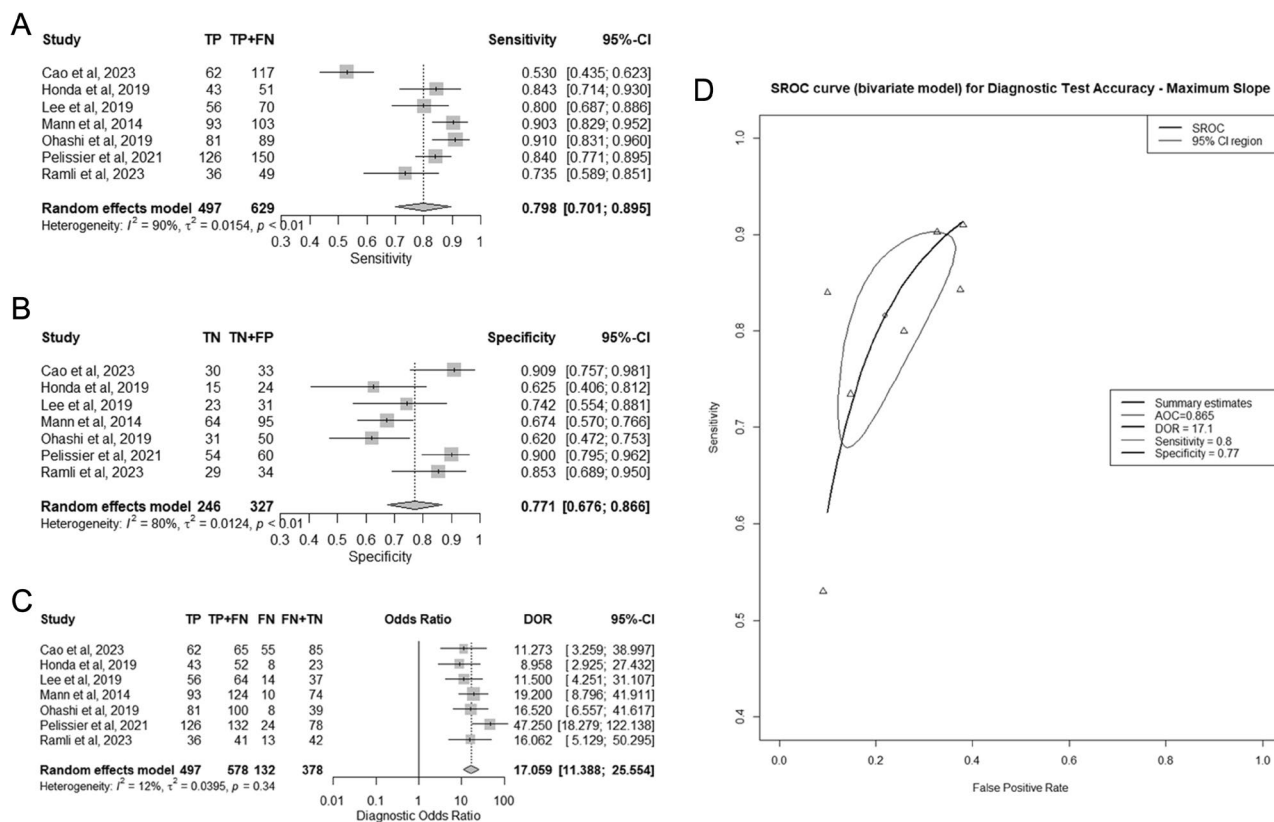 A
Study TP TP+FN Sensitivity 95%-CI
Cao et al, 2023 62 117 0.530 [0.435; 0.623]
Honda et al, 2019 43 51 0.843 [0.714; 0.930]
Lee et al, 2019 56 70 0.800 [0.687; 0.886]
Mann et al, 2014 93 103 0.903 [0.829; 0.952]
Ohashi et al, 2019 81 89 0.910 [0.831; 0.960]
Pelissier et al, 2021 126 150 0.840 [0.771; 0.895]
Ramli et al, 2023 36 49 0.735 [0.589; 0.851]
Random effects model 497 629 0.798 [0.701; 0.895]
Heterogeneity: I² = 90%, τ² = 0.0154, p < 0.01
0.3 0.4 0.5 0.6 0.7 0.8 0.9 1
Sensitivity
B
Study TN TN+FP Specificity 95%-CI
Cao et al, 2023 30 33 0.909 [0.757; 0.981]
Honda et al, 2019 15 24 0.625 [0.406; 0.812]
Lee et al, 2019 23 31 0.742 [0.554; 0.881]
Mann et al, 2014 64 95 0.674 [0.570; 0.766]
Ohashi et al, 2019 31 50 0.620 [0.472; 0.753]
Pelissier et al, 2021 54 60 0.900 [0.795; 0.962]
Ramli et al, 2023 29 34 0.853 [0.689; 0.950]
Random effects model 246 327 0.771 [0.676; 0.866]
Heterogeneity: I² = 80%, τ² = 0.0124, p < 0.01
0.3 0.4 0.5 0.6 0.7 0.8 0.9 1
Specificity
C
Study TP TP+FN FN FN+TN Odds Ratio DOR 95%-CI
Cao et al, 2023 62 65 55 85 11.273 [ 3.259; 38.997]
Honda et al, 2019 43 52 8 23 8.958 [ 2.925; 27.432]
Lee et al, 2019 56 64 14 37 11.500 [ 4.251; 31.107]
Mann et al, 2014 93 124 10 74 19.200 [ 8.796; 41.911]
Ohashi et al, 2019 81 100 8 39 16.520 [ 6.557; 41.617]
Pelissier et al, 2021 126 132 24 78 47.250 [18.279; 122.138]
Ramli et al, 2023 36 41 13 42 16.062 [ 5.129; 50.295]
Random effects model 497 578 132 378 17.059 [11.388; 25.554]
Heterogeneity: I² = 12%, τ² = 0.0395, p = 0.34
0.01 0.1 1 10 100
Diagnostic Odds Ratio
D
SROC curve (bivariate model) for Diagnostic Test Accuracy - Maximum Slope
SROC
95% CI region
Summary estimates
AOC=0.865
DOR = 17.1
Sensitivity = 0.8
Specificity = 0.77
Sensitivity
1.0
0.9
0.8
0.7
0.6
0.5
0.4
0.0 0.2 0.4 0.6 0.8 1.0
False Positive Rate